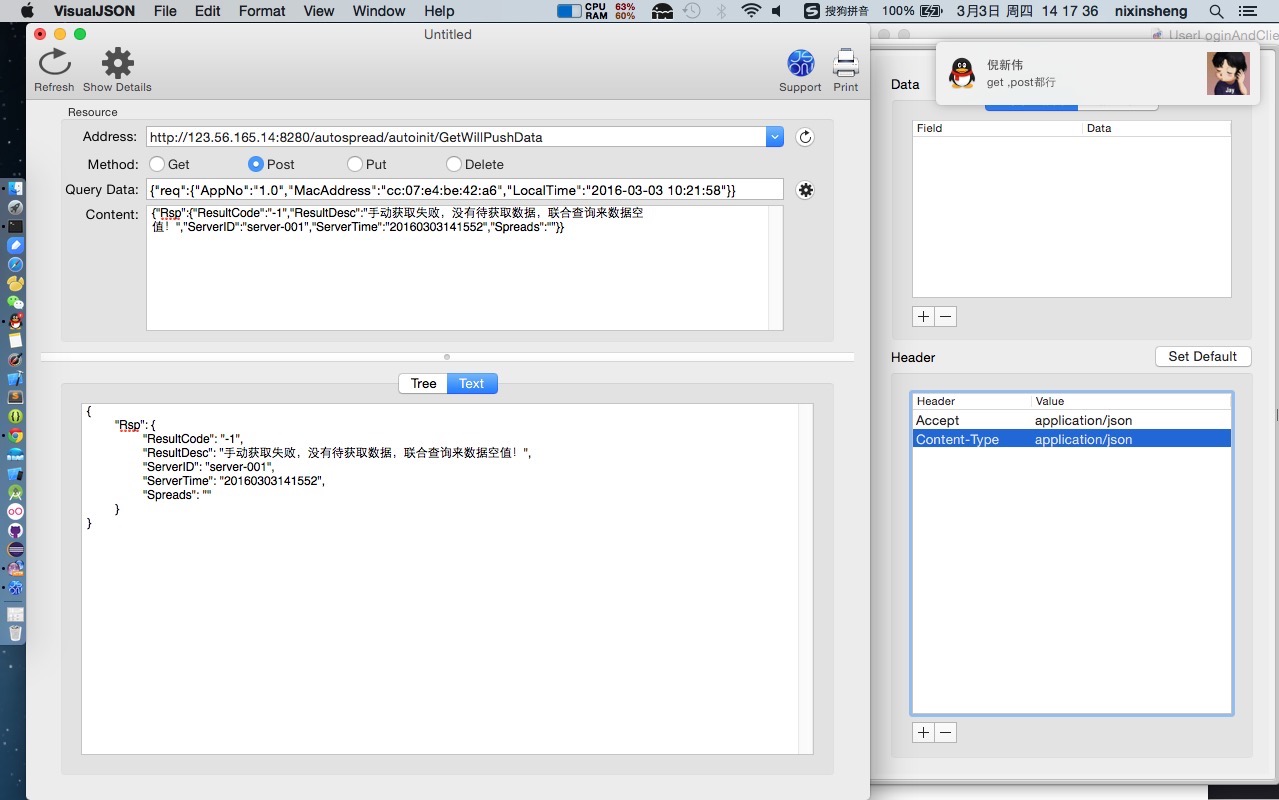 VisualJSON File Edit Format View Window Help CPU 63% RAM 60% 搜狗拼音 100% 3月3日 周四 14 17 36 nixinsheng
Untitled
UserLoginAndClie
Refresh Show Details Support Print
倪新伟
get ,post都行
Resource
Address: http://123.56.165.14:8280/autospread/autoinit/GetWillPushData
Method: Get Post Put Delete
Query Data: {"req":{"AppNo":"1.0","MacAddress":"cc:07:e4:be:42:a6","LocalTime":"2016-03-03 10:21:58"}}
Content: {"Rsp":{"ResultCode":"-1","ResultDesc":"手动获取失败，没有待获取数据，联合查询来数据空
值！","ServerID":"server-001","ServerTime":"20160303141552","Spreads":""}}
Tree Text
{
"Rsp": {
"ResultCode": "-1",
"ResultDesc": "手动获取失败，没有待获取数据，联合查询来数据空值！",
"ServerID": "server-001",
"ServerTime": "20160303141552",
"Spreads": ""
}
}
Data
Field Data
Header Set Default
Header Value
Accept application/json
Content-Type application/json